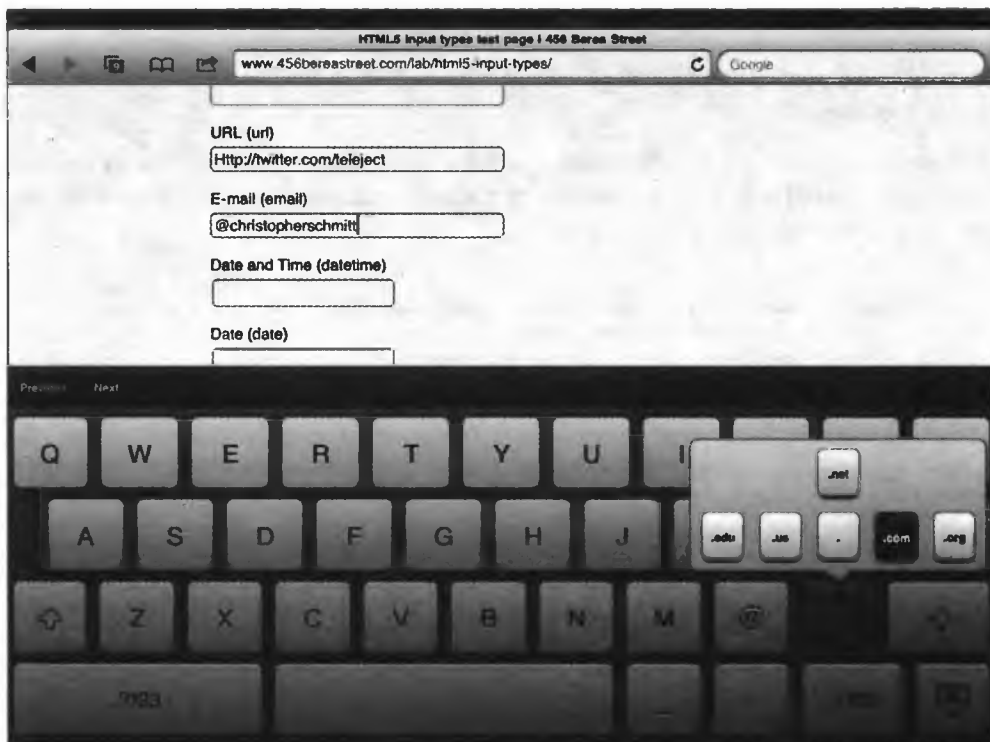 HTML5 input types test page | 456 Berea Street
www.456bereastreet.com/lab/html5-input-types/
Google
URL (url)
Http://twitter.com/teleject
E-mail (email)
@christopherschmitt
Date and Time (datetime)
Date (date)
Previous Next
Q W E R T Y U I
.net
A S D F G H J
.edu .us . .com .org
Z X C V B N M @
.?123 _ -